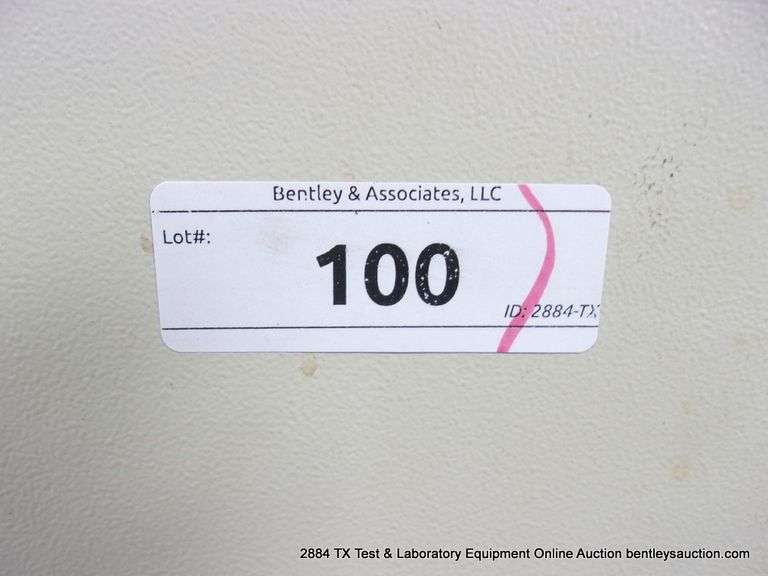 Bentley & Associates, LLC
Lot#:
100
ID: 2884-TX
2884 TX Test & Laboratory Equipment Online Auction bentleysauction.com